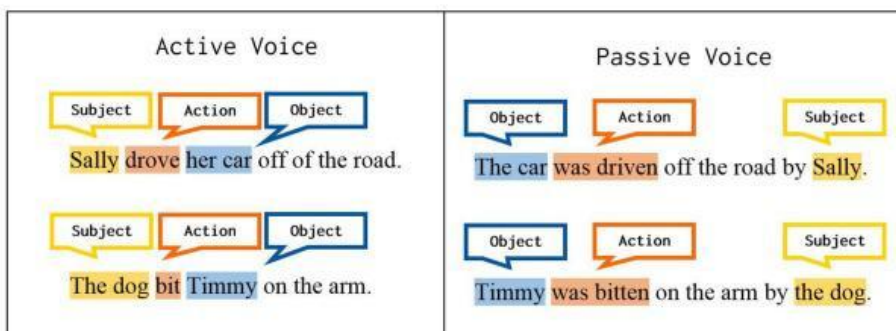 Active Voice
Subject Action Object
Sally drove her car off of the road.
Subject Action Object
The dog bit Timmy on the arm.
Passive Voice
Object Action Subject
The car was driven off the road by Sally.
Object Action Subject
Timmy was bitten on the arm by the dog.